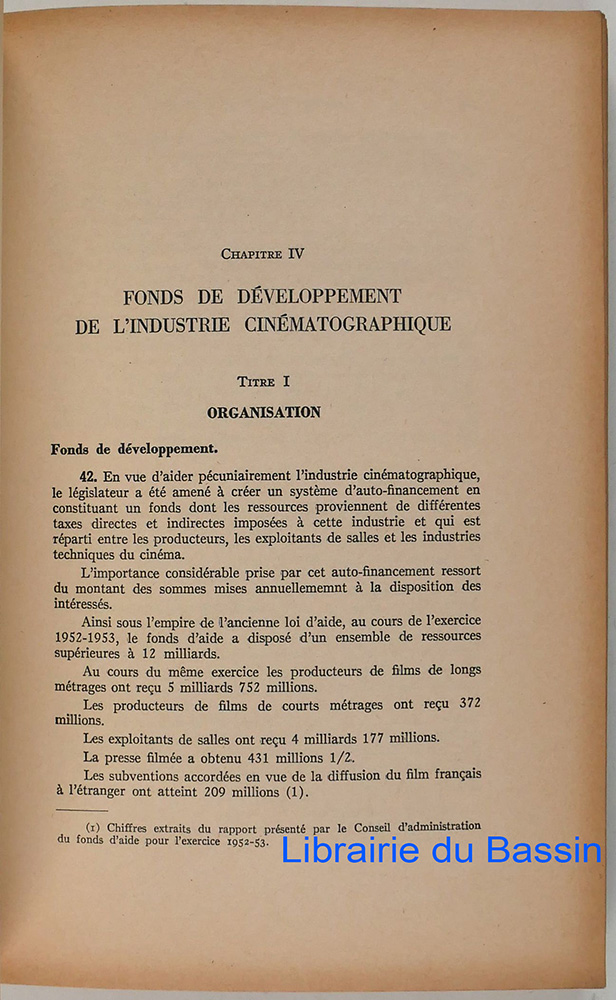 CHAPITRE IV
FONDS DE DÉVELOPPEMENT
DE L'INDUSTRIE CINÉMATOGRAPHIQUE
TITRE I
ORGANISATION
Fonds de développement.
42. En vue d'aider pécuniairement l'industrie cinématographique,
le législateur a été amené à créer un système d'auto-financement en
constituant un fonds dont les ressources proviennent de différentes
taxes directes et indirectes imposées à cette industrie et qui est
réparti entre les producteurs, les exploitants de salles et les industries
techniques du cinéma.
L'importance considérable prise par cet auto-financement ressort
du montant des sommes mises annuellememnt à la disposition des
intéressés.
Ainsi sous l'empire de l'ancienne loi d'aide, au cours de l'exercice
1952-1953, le fonds d'aide a disposé d'un ensemble de ressources
supérieures à 12 milliards.
Au cours du même exercice les producteurs de films de longs
métrages ont reçu 5 milliards 752 millions.
Les producteurs de films de courts métrages ont reçu 372
millions.
Les exploitants de salles ont reçu 4 milliards 177 millions.
La presse filmée a obtenu 431 millions 1/2.
Les subventions accordées en vue de la diffusion du film français
à l'étranger ont atteint 209 millions (1).
(1) Chiffres extraits du rapport présenté par le Conseil d'administration
du fonds d'aide pour l'exercice 1952-53.
Librairie du Bassin